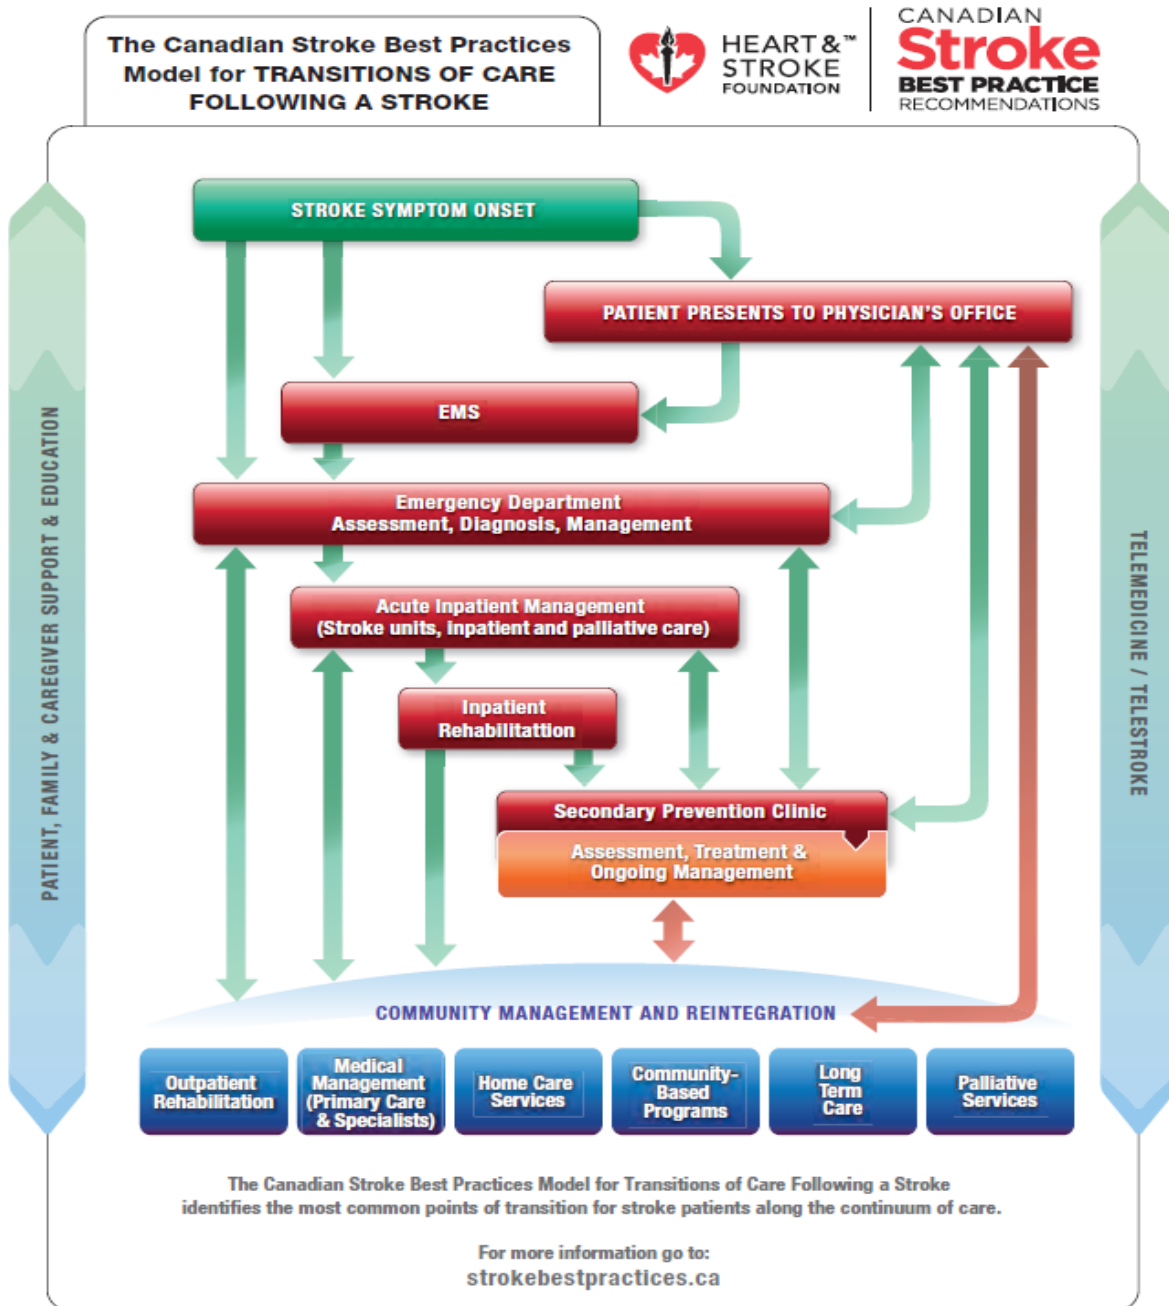 The Canadian Stroke Best Practices
Model for TRANSITIONS OF CARE
FOLLOWING A STROKE
HEART &™
STROKE
FOUNDATION
CANADIAN
Stroke
BEST PRACTICE
RECOMMENDATIONS
STROKE SYMPTOM ONSET
PATIENT PRESENTS TO PHYSICIAN'S OFFICE
EMS
Emergency Department
Assessment, Diagnosis, Management
Acute Inpatient Management
(Stroke units, inpatient and palliative care)
Inpatient
Rehabilitattion
Secondary Prevention Clinic
Assessment, Treatment &
Ongoing Management
PATIENT, FAMILY & CAREGIVER SUPPORT & EDUCATION
TELEMEDICINE / TELESTROKE
COMMUNITY MANAGEMENT AND REINTEGRATION
Outpatient
Rehabilitation
Medical
Management
(Primary Care
& Specialists)
Home Care
Services
Community-
Based
Programs
Long
Term
Care
Palliative
Services
The Canadian Stroke Best Practices Model for Transitions of Care Following a Stroke
identifies the most common points of transition for stroke patients along the continuum of care.
For more information go to:
strokebestpractices.ca